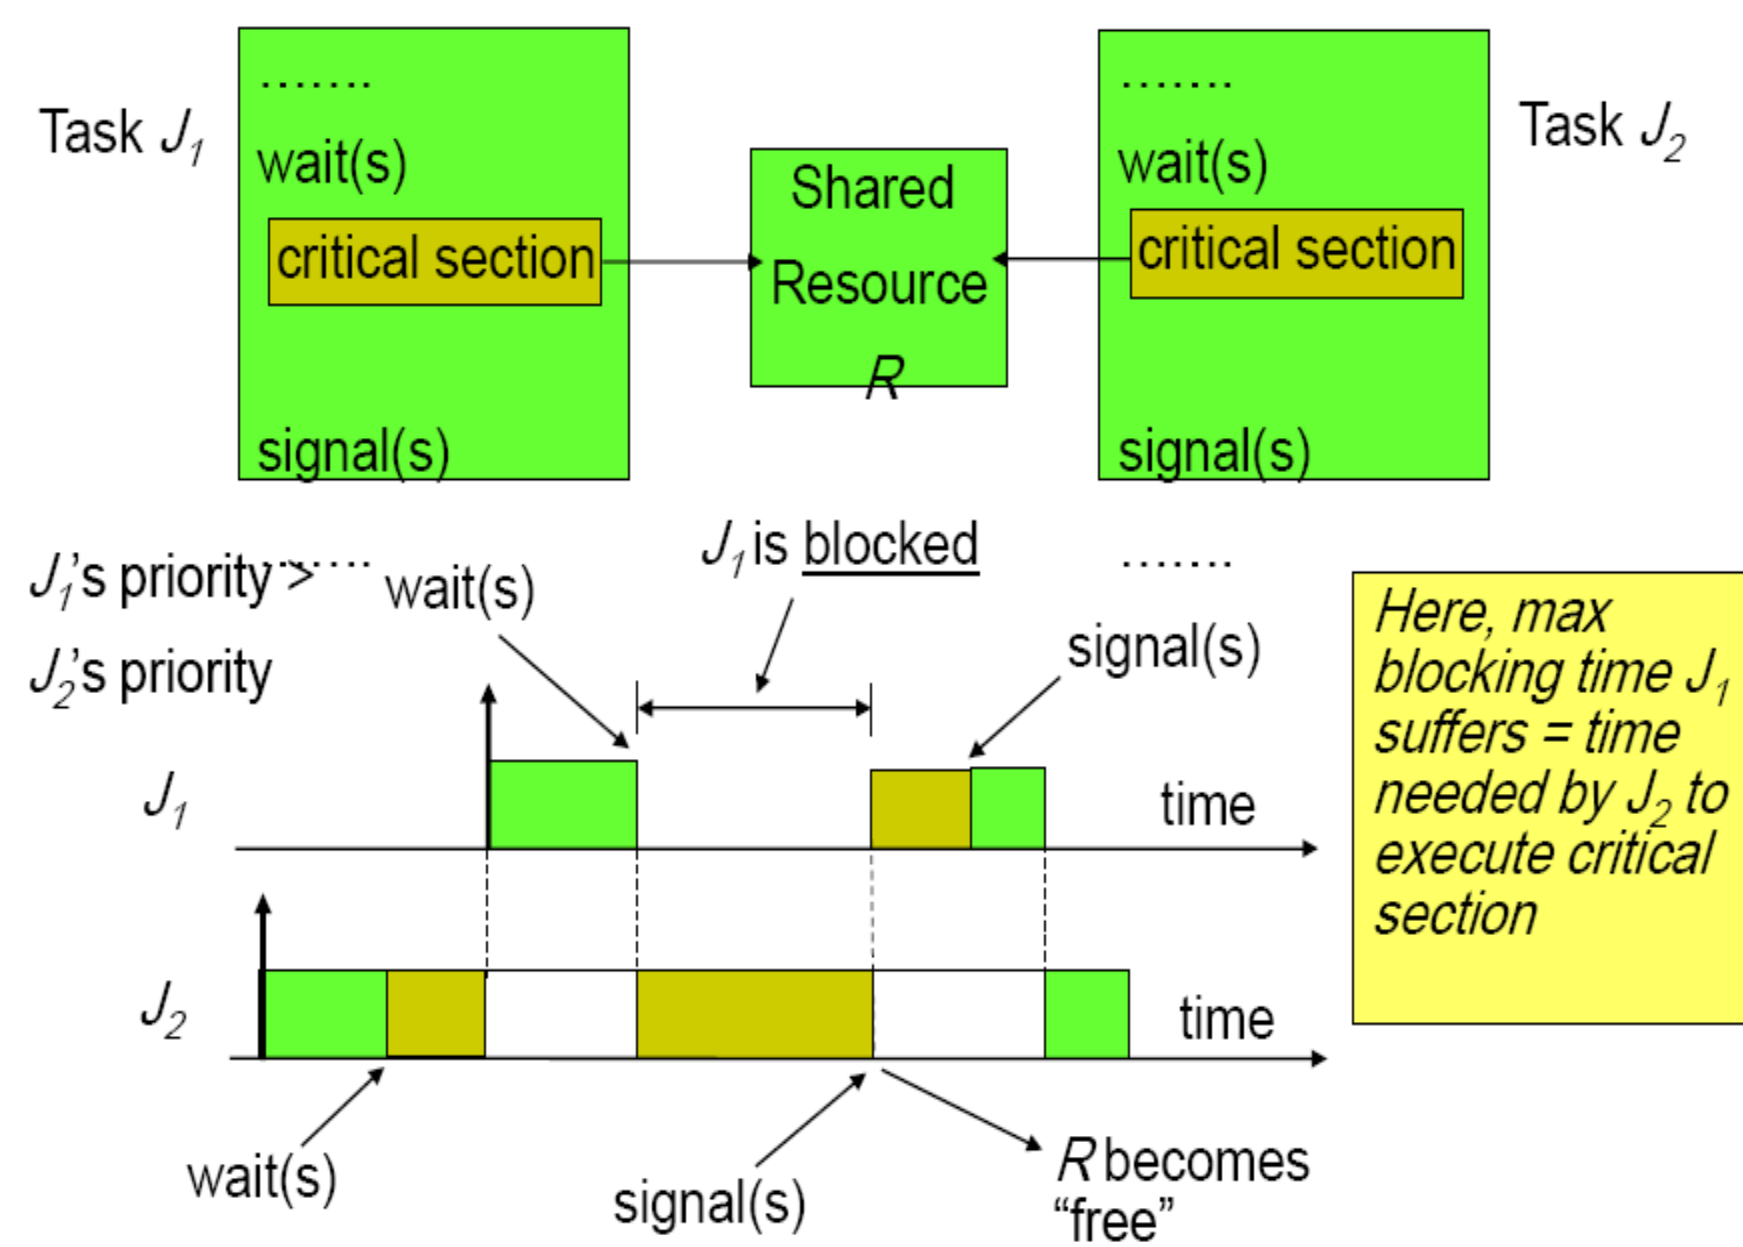 .......
Task J1
wait(s)
critical section
signal(s)
.......
Shared
Resource
R
.......
Task J2
wait(s)
critical section
signal(s)
.......
J1's priority >
J2's priority
wait(s)
J1 is blocked
signal(s)
J1
time
J2
time
wait(s)
signal(s)
R becomes
“free”
Here, max
blocking time J1
suffers = time
needed by J2 to
execute critical
section